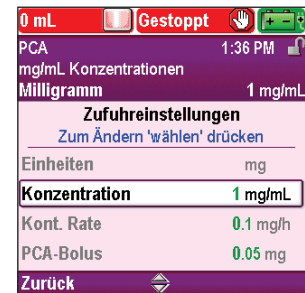 0 mL Gestoppt
PCA 1:36 PM
mg/mL Konzentrationen
Milligramm 1 mg/mL
Zufuhreinstellungen
Zum Ändern 'wählen' drücken
Einheiten mg
Konzentration 1 mg/mL
Kont. Rate 0.1 mg/h
PCA-Bolus 0.05 mg
Zurück